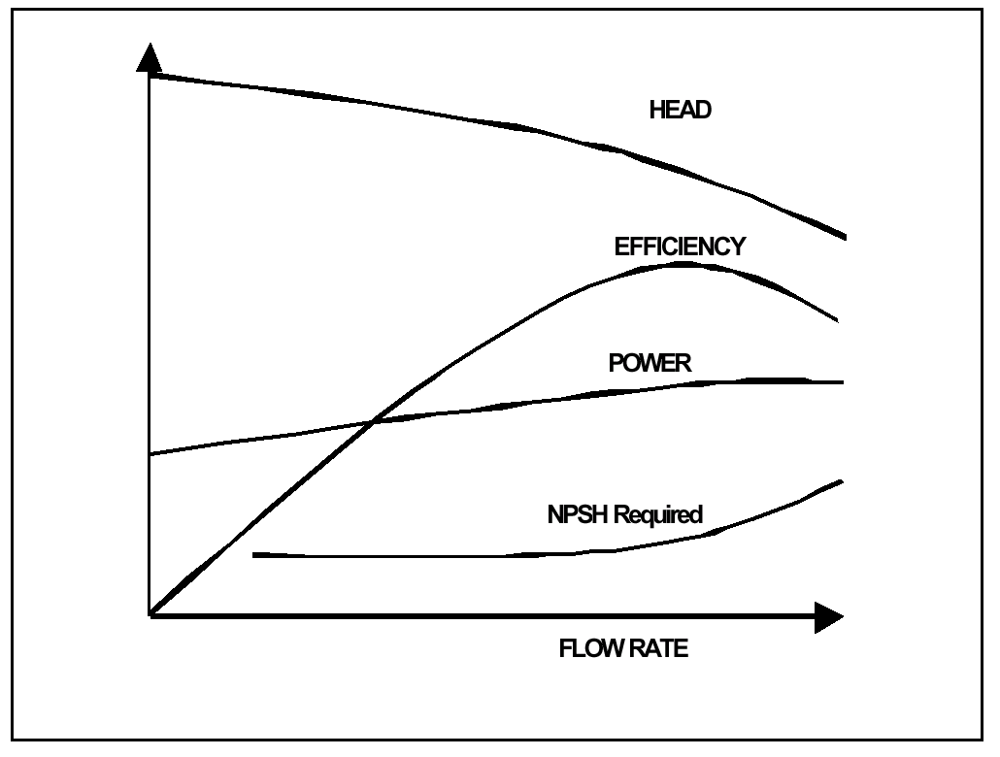 HEAD
EFFICIENCY
POWER
NPSH Required
FLOW RATE